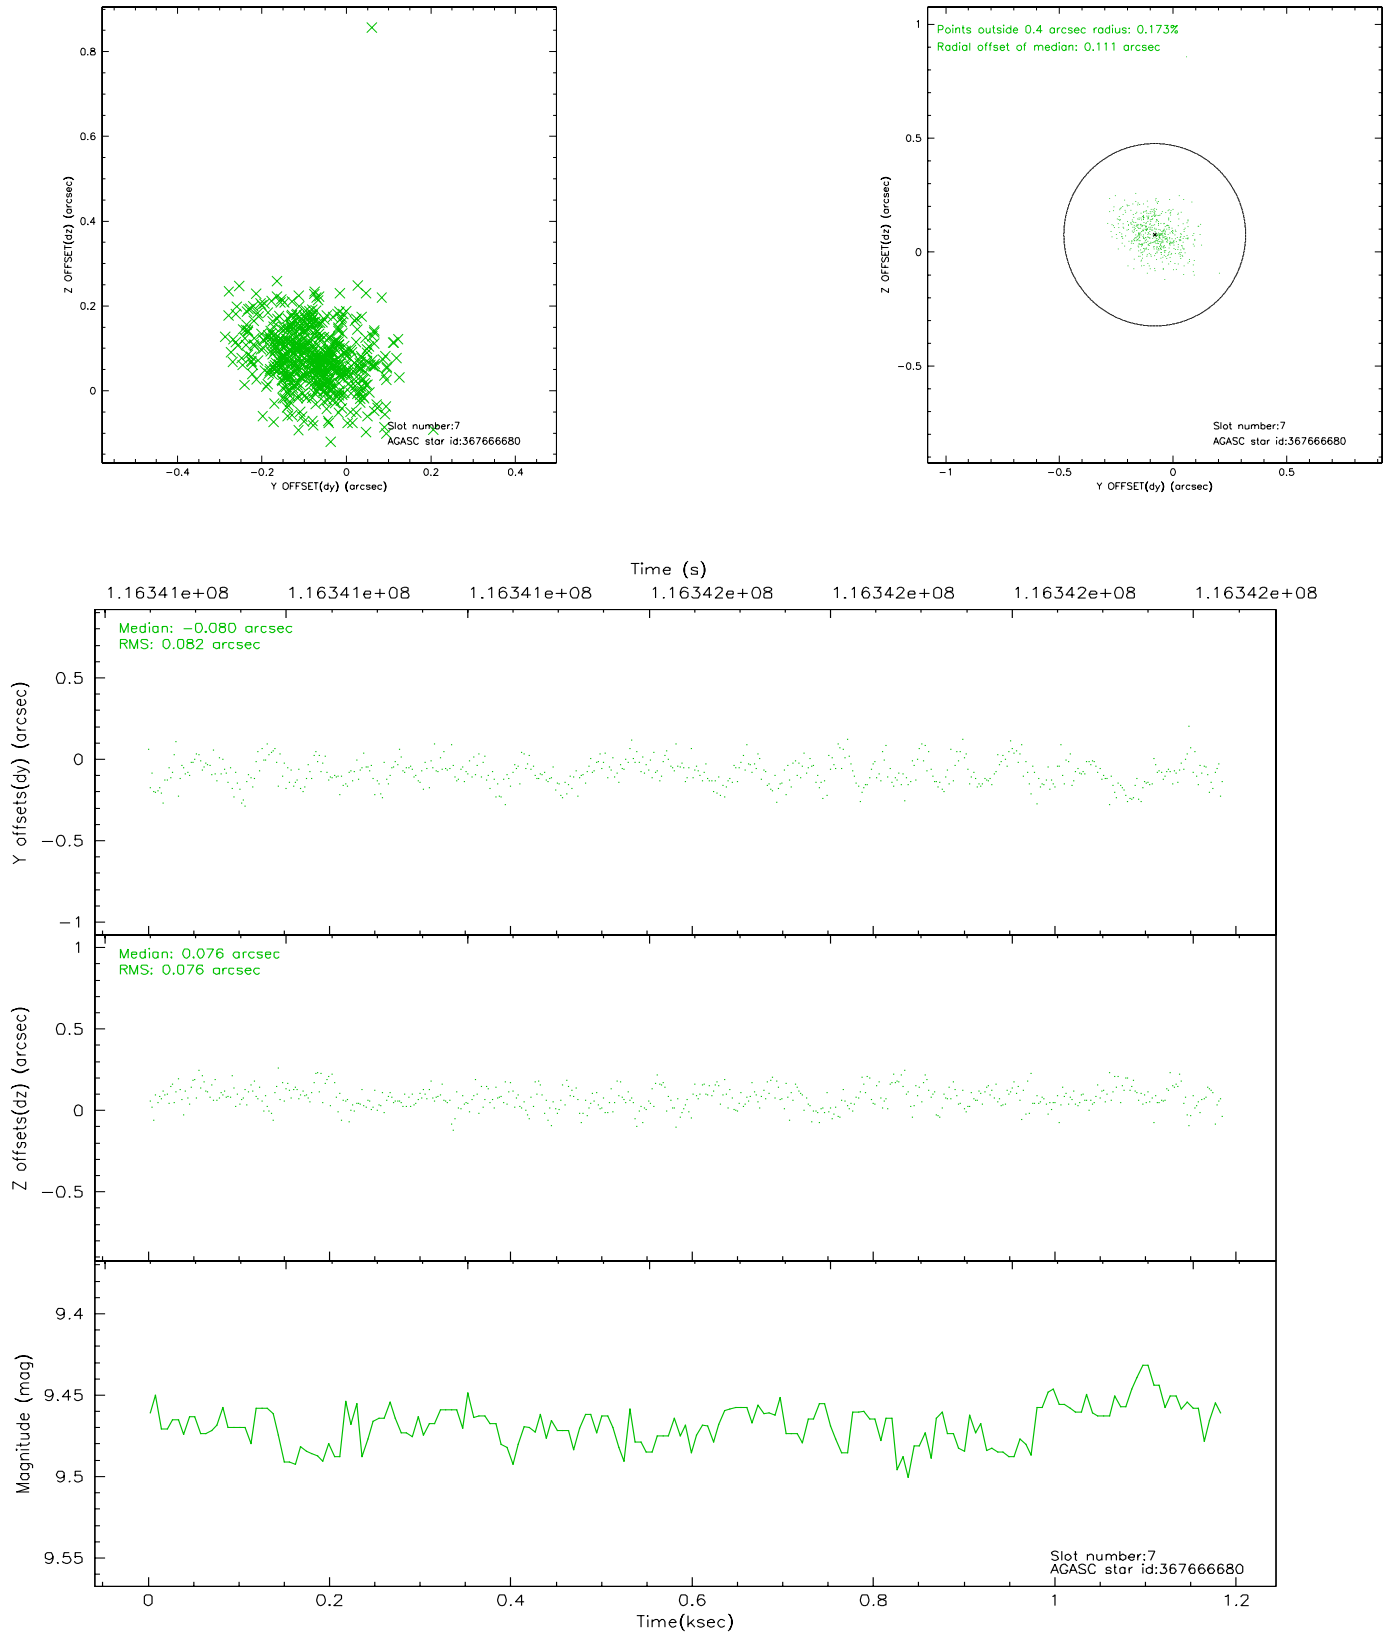 0.8
0.6
0.4
0.2
0
Z OFFSET(dz) (arcsec)
Slot number:7
AGASC star id:367666680
−0.4 −0.2 0 0.2 0.4
Y OFFSET(dy) (arcsec)
Points outside 0.4 arcsec radius: 0.173%
Radial offset of median: 0.111 arcsec
1
0.5
0
−0.5
Z OFFSET(dz) (arcsec)
Slot number:7
AGASC star id:367666680
−1 −0.5 0 0.5
Y OFFSET(dy) (arcsec)
Time (s)
1.16341e+08 1.16341e+08 1.16341e+08 1.16342e+08 1.16342e+08 1.16342e+08 1.16342e+08
Median: −0.080 arcsec
RMS: 0.082 arcsec
0.5
0
−0.5
−1
Y offsets(dy) (arcsec)
Median: 0.076 arcsec
RMS: 0.076 arcsec
1
0.5
0
−0.5
Z offsets(dz) (arcsec)
9.4
9.45
9.5
9.55
Magnitude (mag)
Slot number:7
AGASC star id:367666680
0 0.2 0.4 0.6 0.8 1 1.2
Time(ksec)